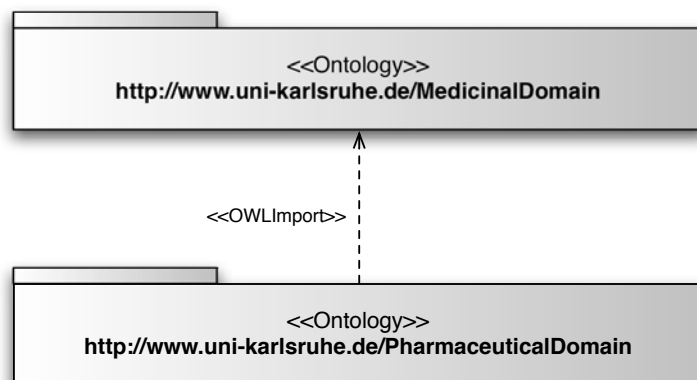 <<Ontology>>
http://www.uni-karlsruhe.de/MedicinalDomain
<<OWLImport>>
<<Ontology>>
http://www.uni-karlsruhe.de/PharmaceuticalDomain